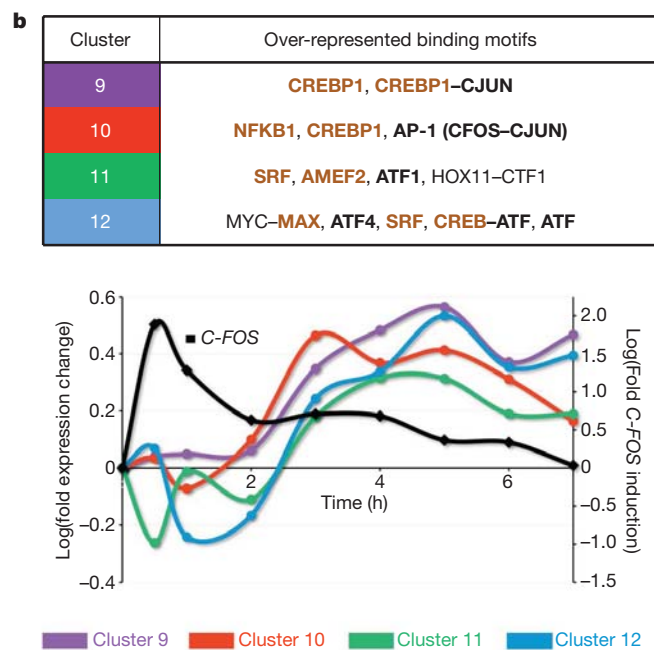 b
Cluster Over-represented binding motifs
9 CREBP1, CREBP1–CJUN
10 NFKB1, CREBP1, AP-1 (CFOS–CJUN)
11 SRF, AMEF2, ATF1, HOX11–CTF1
12 MYC–MAX, ATF4, SRF, CREB–ATF, ATF
Log(fold expression change)
0.6
0.4
0.2
0
–0.2
–0.4
C-FOS
2 4 6
Time (h)
2.0
1.5
1.0
0.5
0
–0.5
–1.0
–1.5
Log(Fold C-FOS induction)
Cluster 9 Cluster 10 Cluster 11 Cluster 12